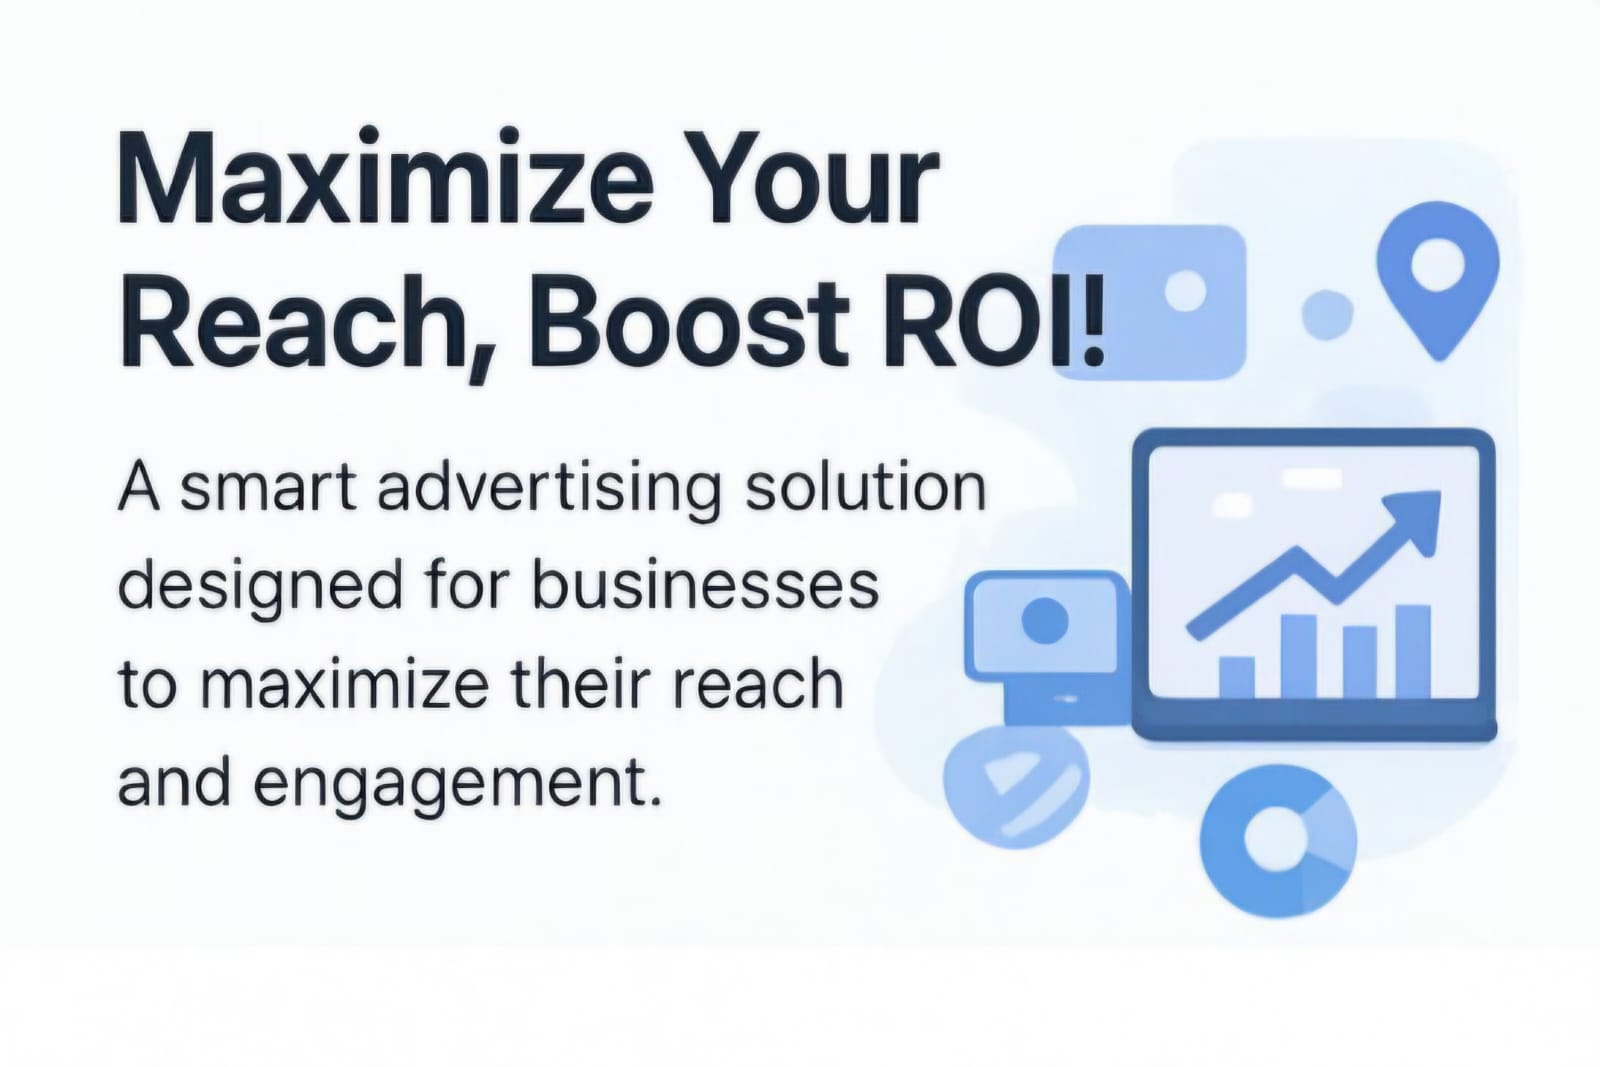 Maximize Your
Reach, Boost ROI!
A smart advertising solution
designed for businesses
to maximize their reach
and engagement.